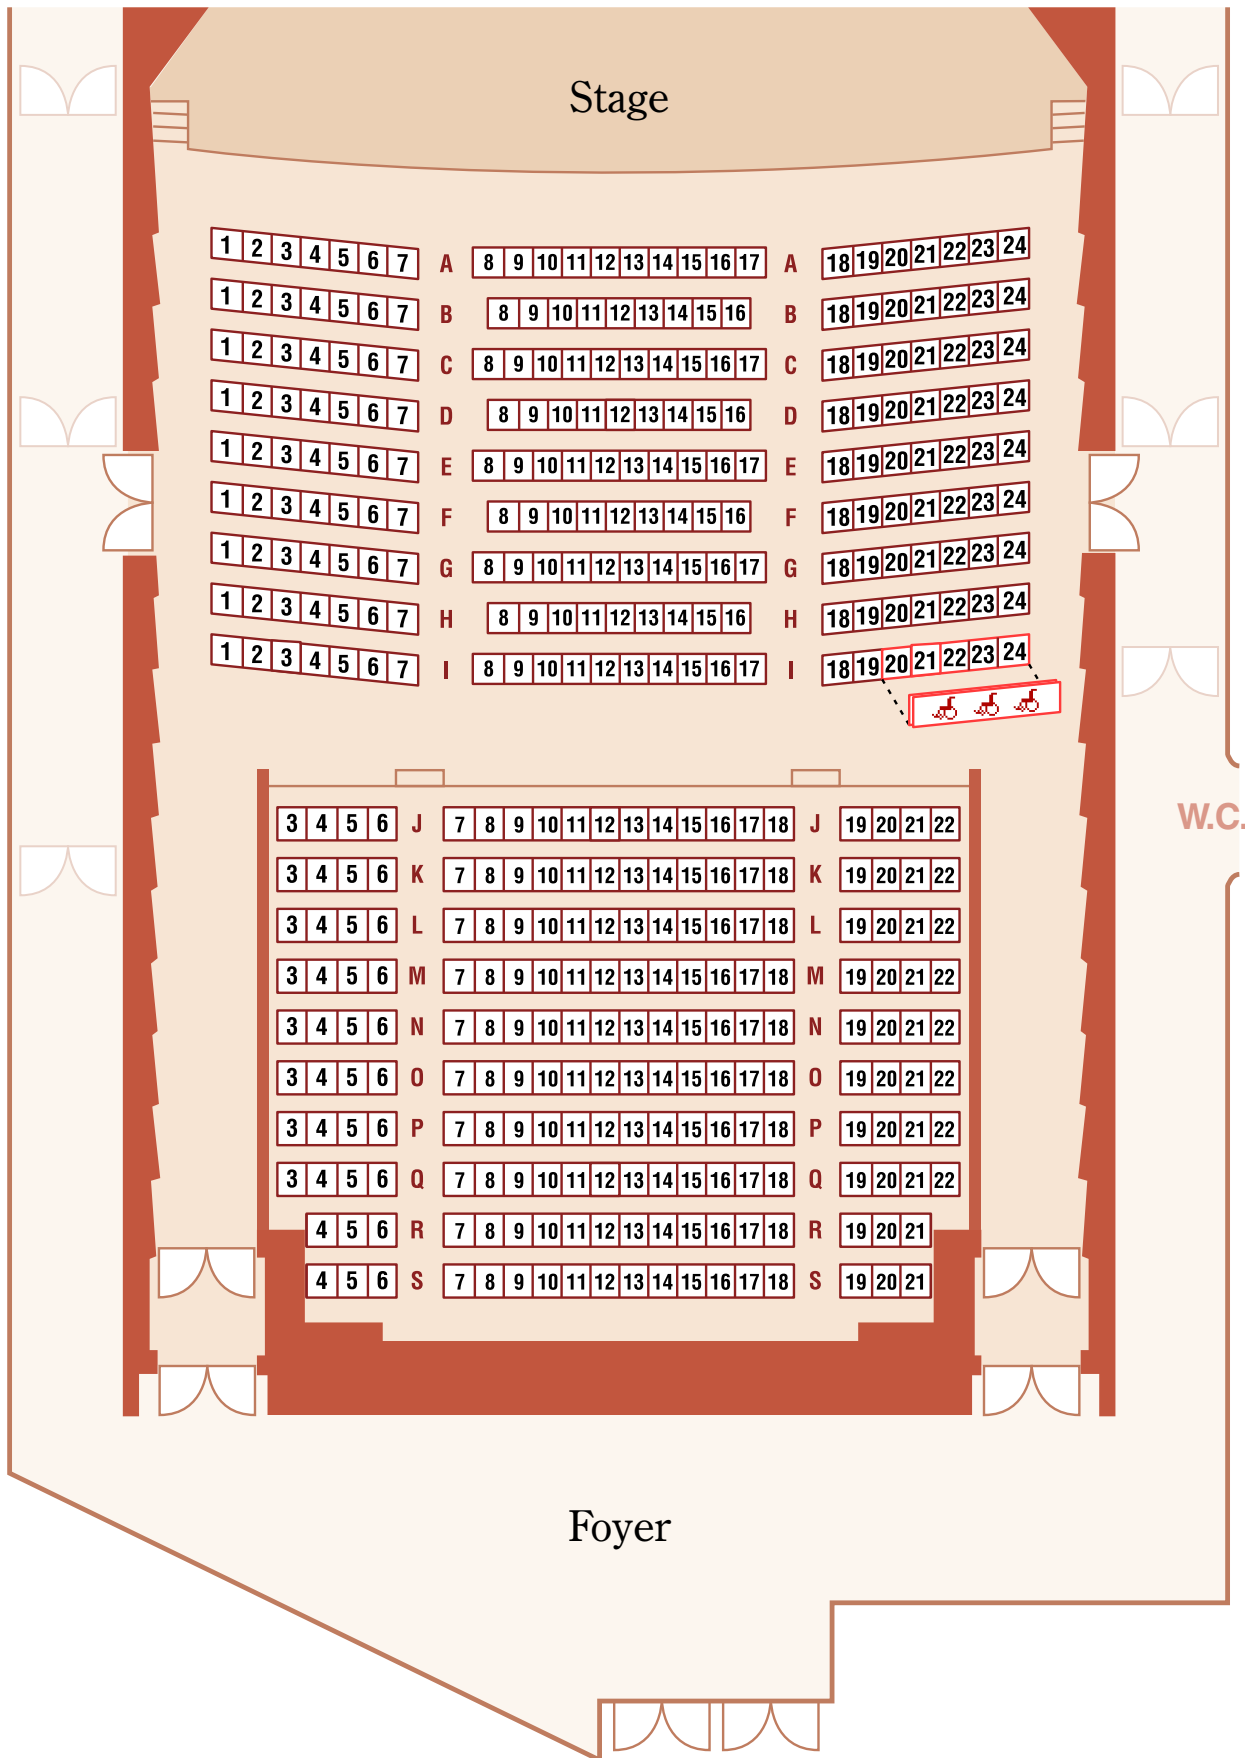 Stage
1 2 3 4 5 6 7 A 8 9 10 11 12 13 14 15 16 17 A 18 19 20 21 22 23 24
1 2 3 4 5 6 7 B 8 9 10 11 12 13 14 15 16 B 18 19 20 21 22 23 24
1 2 3 4 5 6 7 C 8 9 10 11 12 13 14 15 16 17 C 18 19 20 21 22 23 24
1 2 3 4 5 6 7 D 8 9 10 11 12 13 14 15 16 D 18 19 20 21 22 23 24
1 2 3 4 5 6 7 E 8 9 10 11 12 13 14 15 16 17 E 18 19 20 21 22 23 24
1 2 3 4 5 6 7 F 8 9 10 11 12 13 14 15 16 F 18 19 20 21 22 23 24
1 2 3 4 5 6 7 G 8 9 10 11 12 13 14 15 16 17 G 18 19 20 21 22 23 24
1 2 3 4 5 6 7 H 8 9 10 11 12 13 14 15 16 H 18 19 20 21 22 23 24
1 2 3 4 5 6 7 I 8 9 10 11 12 13 14 15 16 17 I 18 19 20 21 22 23 24
3 4 5 6 J 7 8 9 10 11 12 13 14 15 16 17 18 J 19 20 21 22
W.C.
3 4 5 6 K 7 8 9 10 11 12 13 14 15 16 17 18 K 19 20 21 22
3 4 5 6 L 7 8 9 10 11 12 13 14 15 16 17 18 L 19 20 21 22
3 4 5 6 M 7 8 9 10 11 12 13 14 15 16 17 18 M 19 20 21 22
3 4 5 6 N 7 8 9 10 11 12 13 14 15 16 17 18 N 19 20 21 22
3 4 5 6 O 7 8 9 10 11 12 13 14 15 16 17 18 O 19 20 21 22
3 4 5 6 P 7 8 9 10 11 12 13 14 15 16 17 18 P 19 20 21 22
3 4 5 6 Q 7 8 9 10 11 12 13 14 15 16 17 18 Q 19 20 21 22
4 5 6 R 7 8 9 10 11 12 13 14 15 16 17 18 R 19 20 21
4 5 6 S 7 8 9 10 11 12 13 14 15 16 17 18 S 19 20 21
Foyer